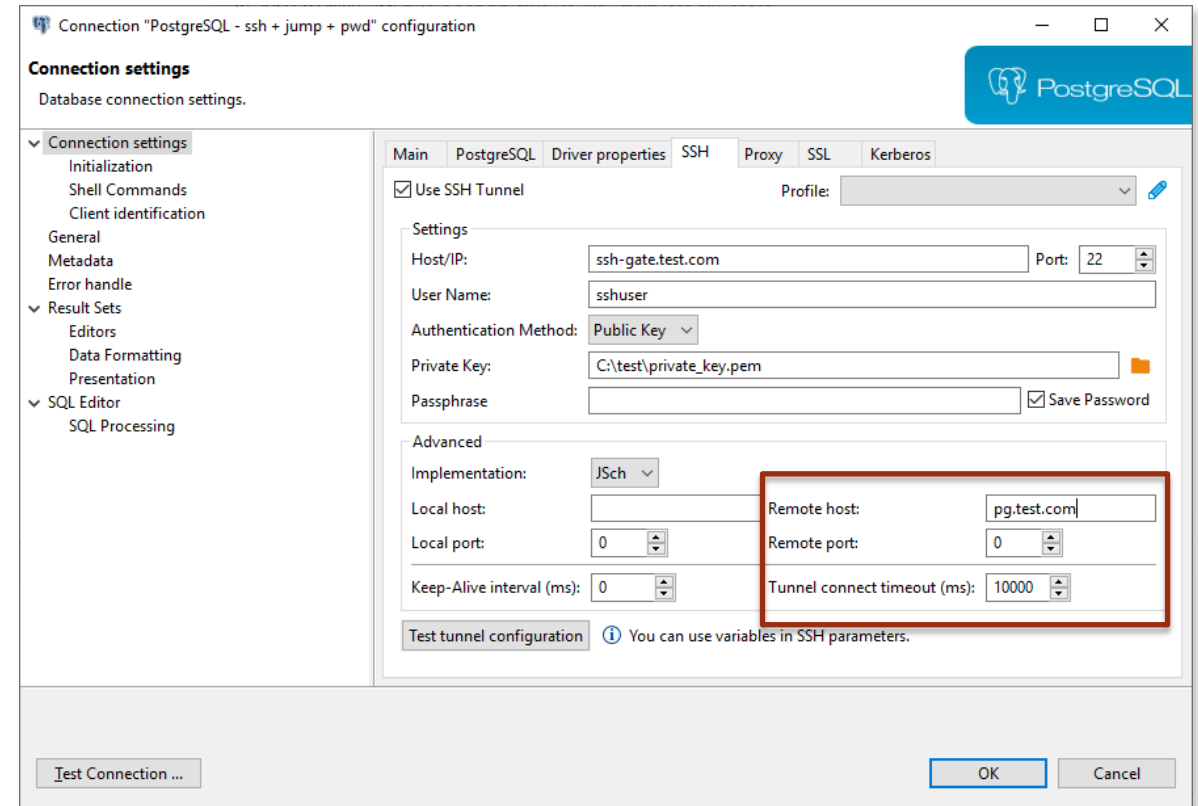 Connection "PostgreSQL - ssh + jump + pwd" configuration
Connection settings
Database connection settings.
PostgreSQL
Connection settings
Initialization
Shell Commands
Client identification
General
Metadata
Error handle
Result Sets
Editors
Data Formatting
Presentation
SQL Editor
SQL Processing
Main PostgreSQL Driver properties SSH Proxy SSL Kerberos
Use SSH Tunnel Profile:
Settings
Host/IP: ssh-gate.test.com Port: 22
User Name: sshuser
Authentication Method: Public Key
Private Key: C:\test\private_key.pem
Passphrase Save Password
Advanced
Implementation: JSch
Local host: Remote host: pg.test.com
Local port: 0 Remote port: 0
Keep-Alive interval (ms): 0 Tunnel connect timeout (ms): 10000
Test tunnel configuration You can use variables in SSH parameters.
Test Connection ... OK Cancel